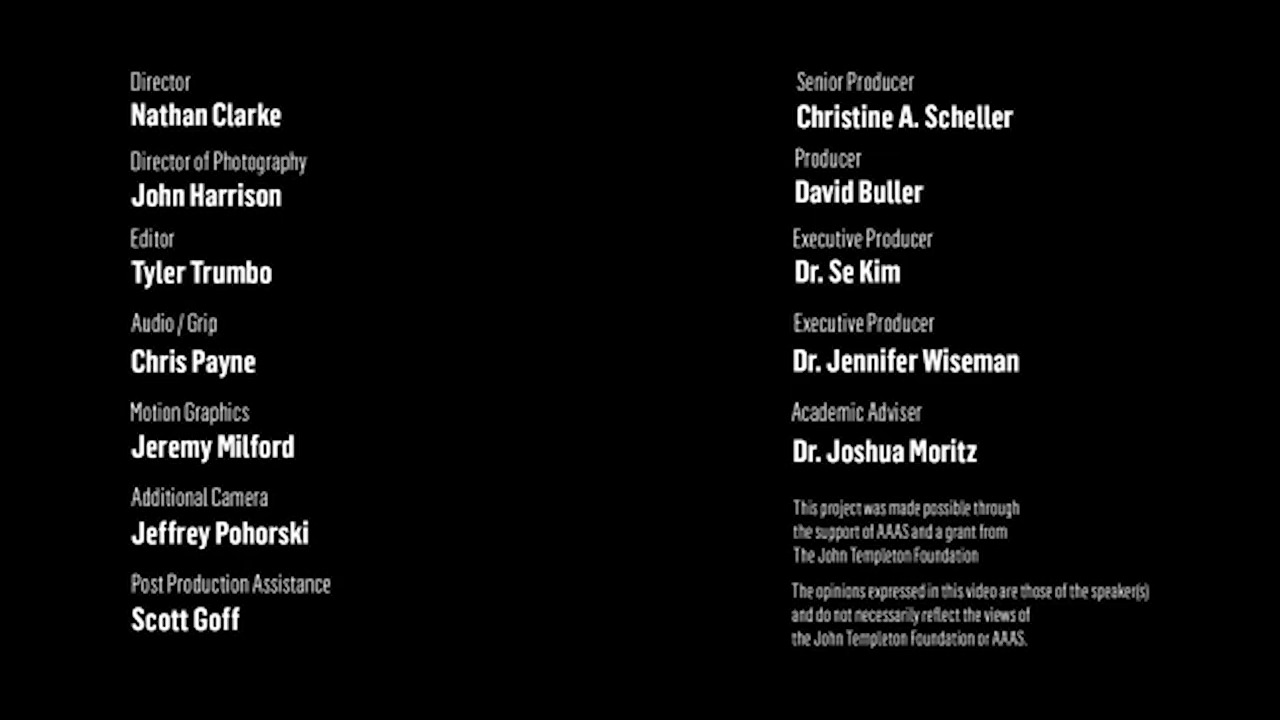 Director
Nathan Clarke
Director of Photography
John Harrison
Editor
Tyler Trumbo
Audio / Grip
Chris Payne
Motion Graphics
Jeremy Milford
Additional Camera
Jeffrey Pohorski
Post Production Assistance
Scott Goff
Senior Producer
Christine A. Scheller
Producer
David Buller
Executive Producer
Dr. Se Kim
Executive Producer
Dr. Jennifer Wiseman
Academic Adviser
Dr. Joshua Moritz
This project was made possible through
the support of AAAS and a grant from
The John Templeton Foundation
The opinions expressed in this video are those of the speaker(s)
and do not necessarily reflect the views of
the John Templeton Foundation or AAAS.